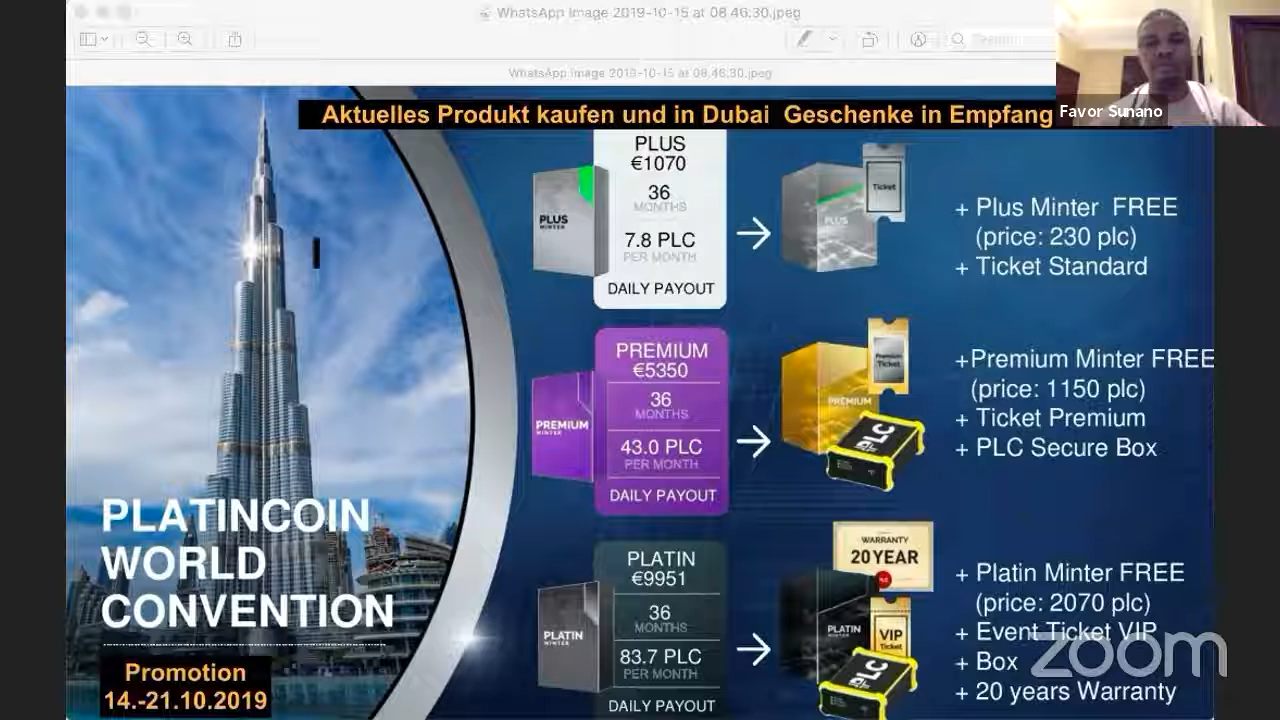 WhatsApp Image 2019-10-15 at 08.46.30.jpeg
Search
WhatsApp Image 2019-10-15 at 08.46.30.jpeg
Favor Sunano
Aktuelles Produkt kaufen und in Dubai Geschenke in Empfang
PLUS
€1070
36
MONTHS
7.8 PLC
PER MONTH
DAILY PAYOUT
PLUS
MINTER
PLUS
Ticket
+ Plus Minter FREE
(price: 230 plc)
+ Ticket Standard
PREMIUM
€5350
36
MONTHS
43.0 PLC
PER MONTH
DAILY PAYOUT
PREMIUM
MINTER
PREMIUM
Premium
Ticket
PLC
+Premium Minter FREE
(price: 1150 plc)
+ Ticket Premium
+ PLC Secure Box
PLATIN
€9951
36
MONTHS
83.7 PLC
PER MONTH
DAILY PAYOUT
PLATIN
MINTER
WARRANTY
20 YEAR
PLATIN
MINTER
VIP
Ticket
PLC
+ Platin Minter FREE
(price: 2070 plc)
+ Event Ticket VIP
+ Box
+ 20 years Warranty
PLATINCOIN
WORLD
CONVENTION
Promotion
14.-21.10.2019
zoom